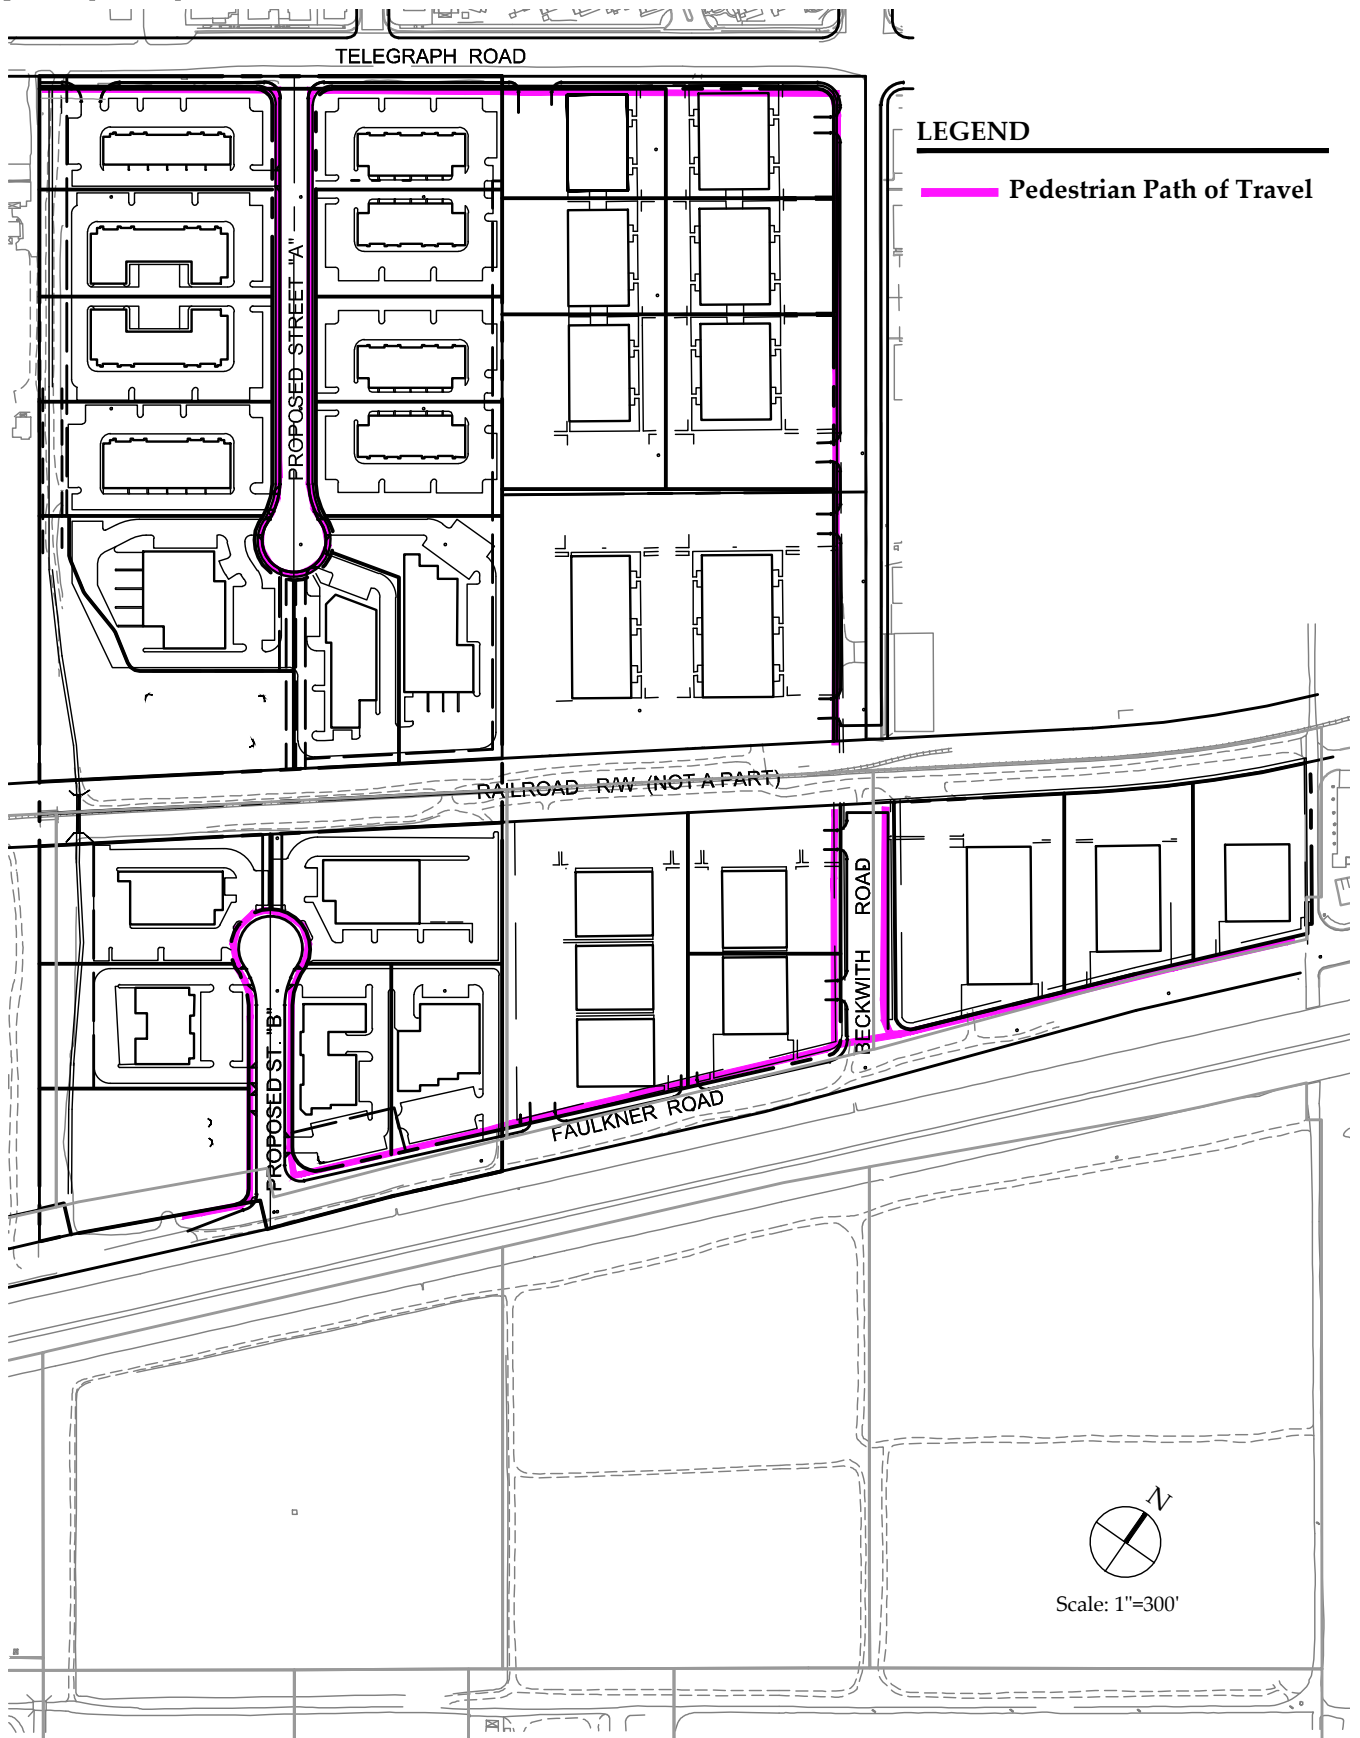 TELEGRAPH ROAD
LEGEND
Pedestrian Path of Travel
PROPOSED STREET "A"
RAILROAD R/W (NOT A PART)
BECKWITH ROAD
PROPOSED ST. "B"
FAULKNER ROAD
N
Scale: 1"=300'